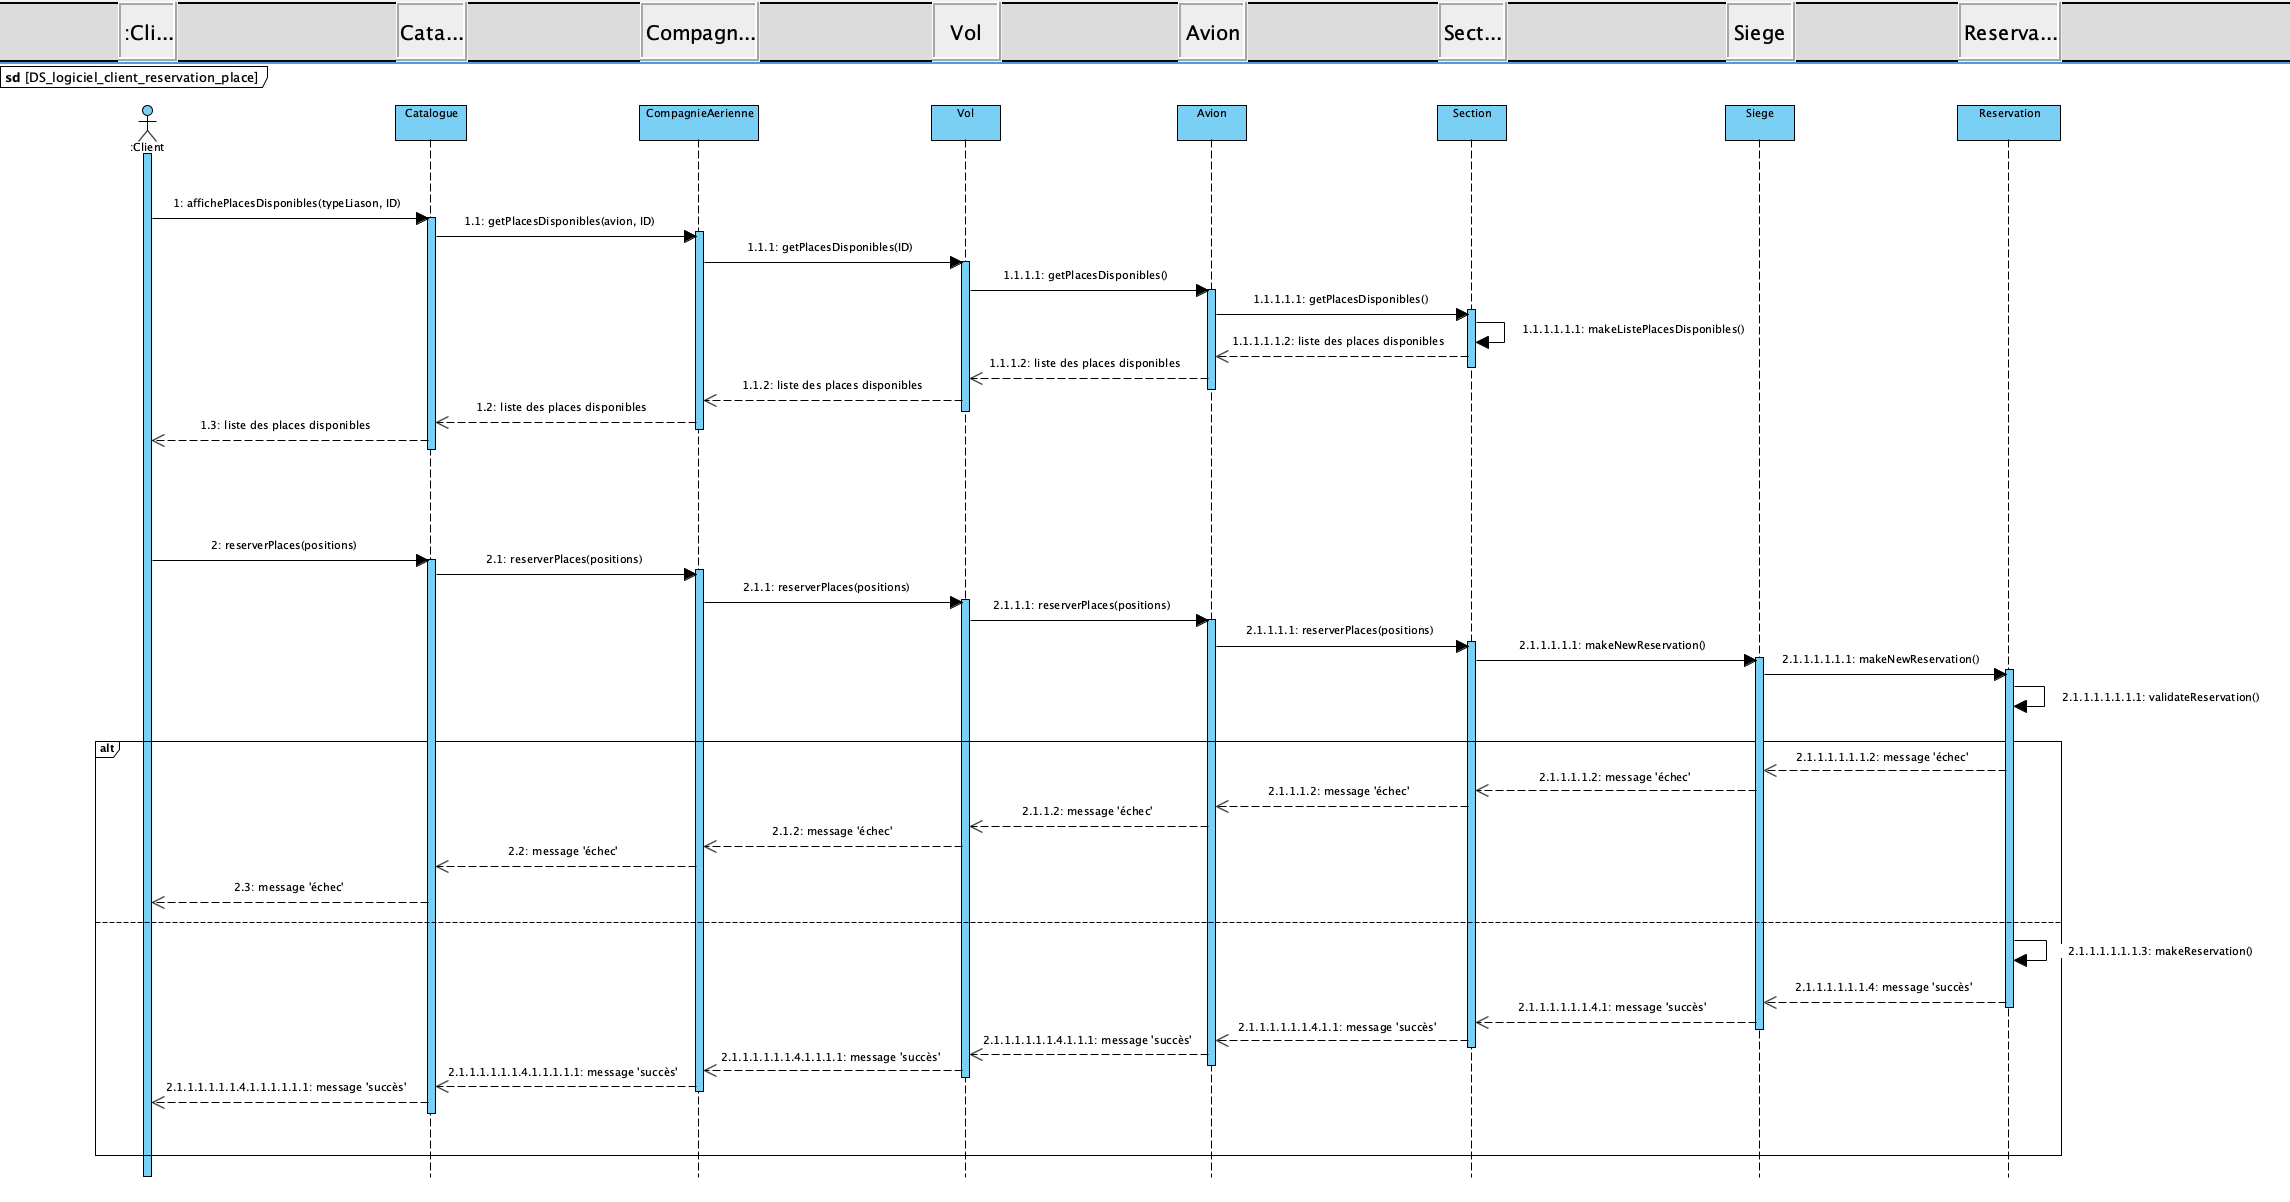 :Cli...
Cata...
Compagn...
Vol
Avion
Sect...
Siege
Reserva...
sd [DS_logiciel_client_reservation_place]
:Client
Catalogue
CompagnieAerienne
Vol
Avion
Section
Siege
Reservation
1: affichePlacesDisponibles(typeLiason, ID)
1.1: getPlacesDisponibles(avion, ID)
1.1.1: getPlacesDisponibles(ID)
1.1.1.1: getPlacesDisponibles()
1.1.1.1.1: getPlacesDisponibles()
1.1.1.1.1.1: makeListePlacesDisponibles()
1.1.1.1.1.2: liste des places disponibles
1.1.1.2: liste des places disponibles
1.1.2: liste des places disponibles
1.2: liste des places disponibles
1.3: liste des places disponibles
2: reserverPlaces(positions)
2.1: reserverPlaces(positions)
2.1.1: reserverPlaces(positions)
2.1.1.1: reserverPlaces(positions)
2.1.1.1.1: reserverPlaces(positions)
2.1.1.1.1.1: makeNewReservation()
2.1.1.1.1.1.1: makeNewReservation()
2.1.1.1.1.1.1.1: validateReservation()
alt
2.1.1.1.1.1.1.2: message 'échec'
2.1.1.1.1.2: message 'échec'
2.1.1.1.2: message 'échec'
2.1.1.2: message 'échec'
2.1.2: message 'échec'
2.2: message 'échec'
2.3: message 'échec'
2.1.1.1.1.1.1.3: makeReservation()
2.1.1.1.1.1.1.4: message 'succès'
2.1.1.1.1.1.1.4.1: message 'succès'
2.1.1.1.1.1.1.4.1.1: message 'succès'
2.1.1.1.1.1.1.4.1.1.1: message 'succès'
2.1.1.1.1.1.1.4.1.1.1.1: message 'succès'
2.1.1.1.1.1.1.4.1.1.1.1.1: message 'succès'
2.1.1.1.1.1.1.4.1.1.1.1.1.1: message 'succès'